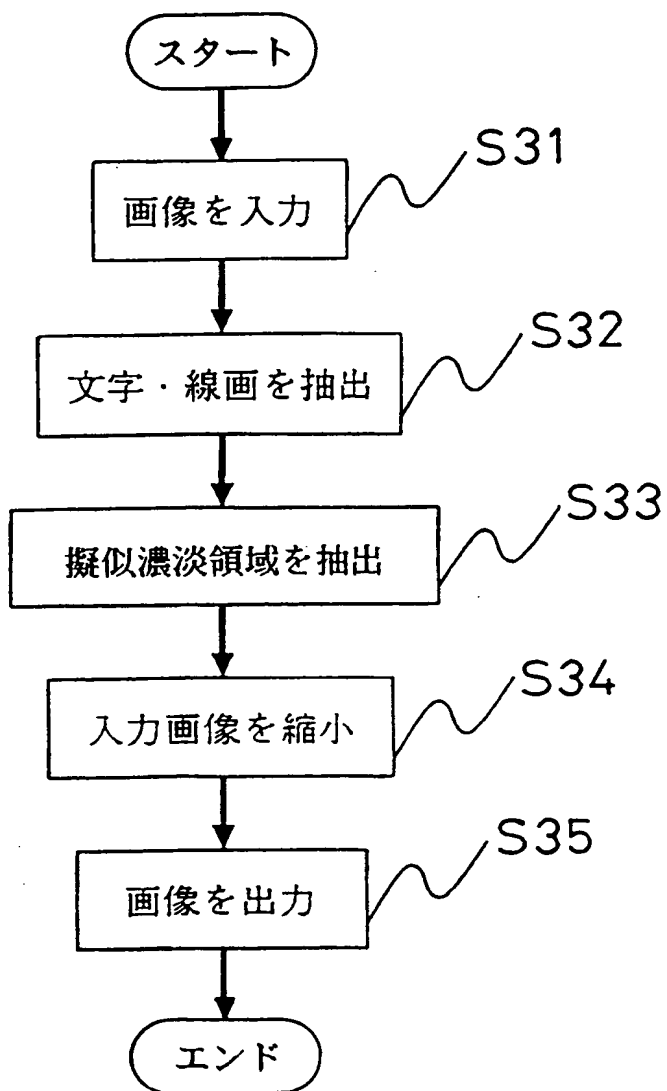 スタート
S31
画像を入力
S32
文字・線画を抽出
S33
擬似濃淡領域を抽出
S34
入力画像を縮小
S35
画像を出力
エンド